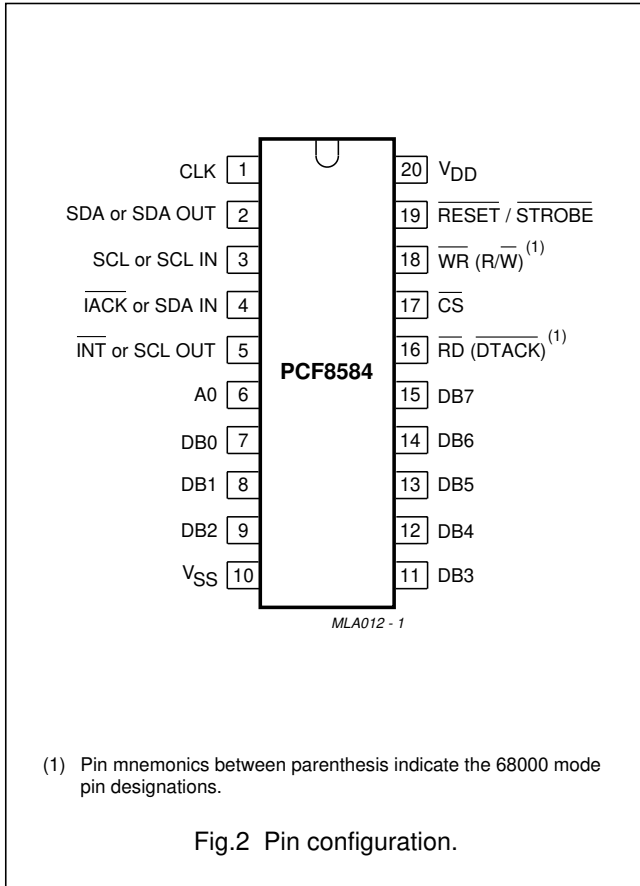 CLK 1 20 VDD
SDA or SDA OUT 2 19 RESET / STROBE
SCL or SCL IN 3 18 WR (R/W) (1)
IACK or SDA IN 4 17 CS
INT or SCL OUT 5 16 RD (DTACK) (1)
PCF8584
A0 6 15 DB7
DB0 7 14 DB6
DB1 8 13 DB5
DB2 9 12 DB4
VSS 10 11 DB3
MLA012 - 1
(1) Pin mnemonics between parenthesis indicate the 68000 mode
pin designations.
Fig.2 Pin configuration.